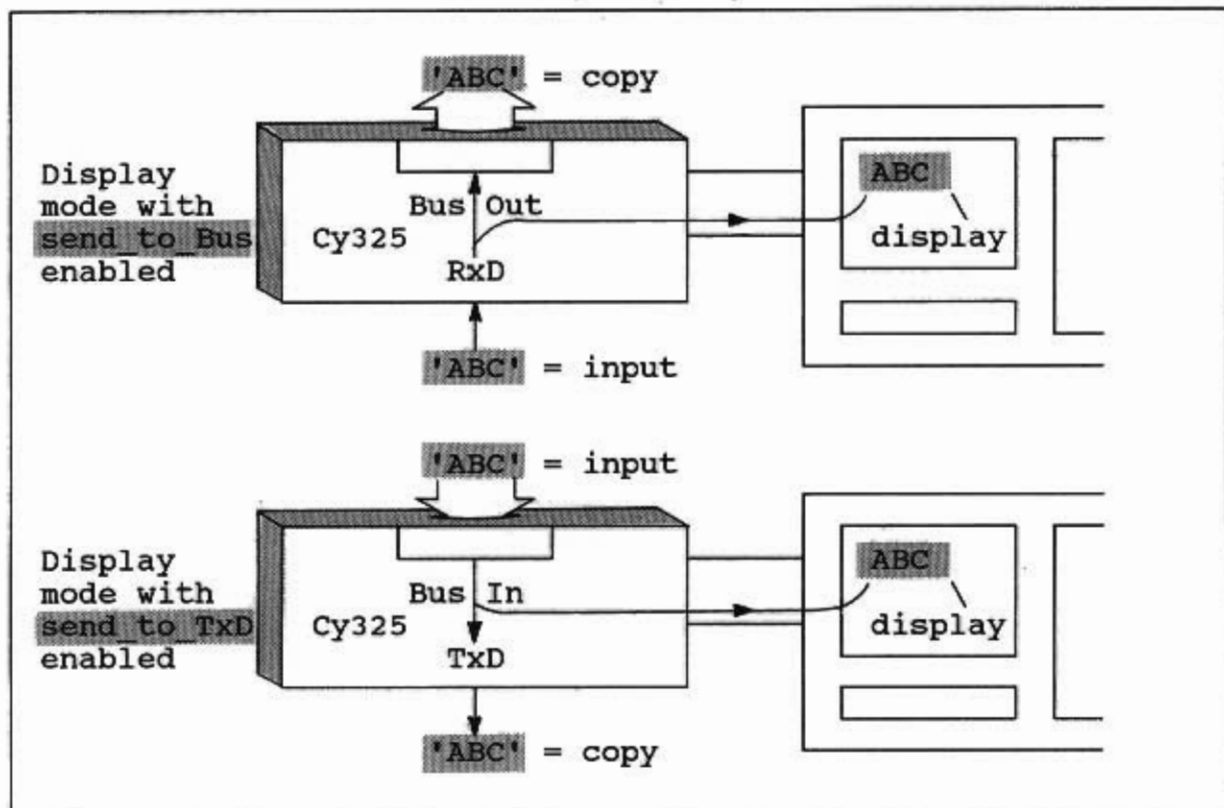 'ABC' = copy
Display
mode with
send_to_Bus
enabled
Cy325
Bus Out
RxD
ABC
display
'ABC' = input
'ABC' = input
Display
mode with
send_to_TxD
enabled
Cy325
Bus In
TxD
ABC
display
'ABC' = copy